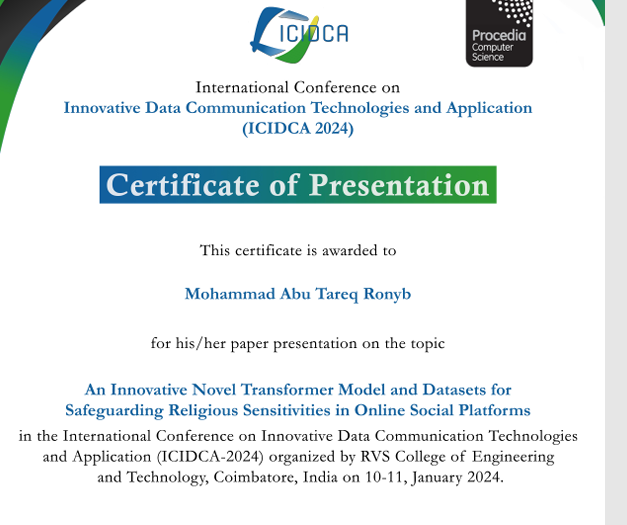 ICIDCA
Procedia
Computer
Science
International Conference on
Innovative Data Communication Technologies and Application
(ICIDCA 2024)
Certificate of Presentation
This certificate is awarded to
Mohammad Abu Tareq Ronyb
for his/her paper presentation on the topic
An Innovative Novel Transformer Model and Datasets for
Safeguarding Religious Sensitivities in Online Social Platforms
in the International Conference on Innovative Data Communication Technologies
and Application (ICIDCA-2024) organized by RVS College of Engineering
and Technology, Coimbatore, India on 10-11, January 2024.